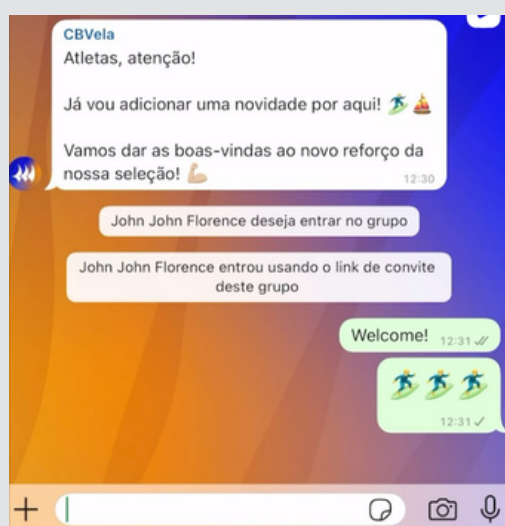 CBVela
Atletas, atenção!
Já vou adicionar uma novidade por aqui! 🏄⛵
Vamos dar as boas-vindas ao novo reforço da
nossa seleção! 💪🏼
12:30
John John Florence deseja entrar no grupo
John John Florence entrou usando o link de convite
deste grupo
Welcome! 12:31
🏄🏄🏄
12:31